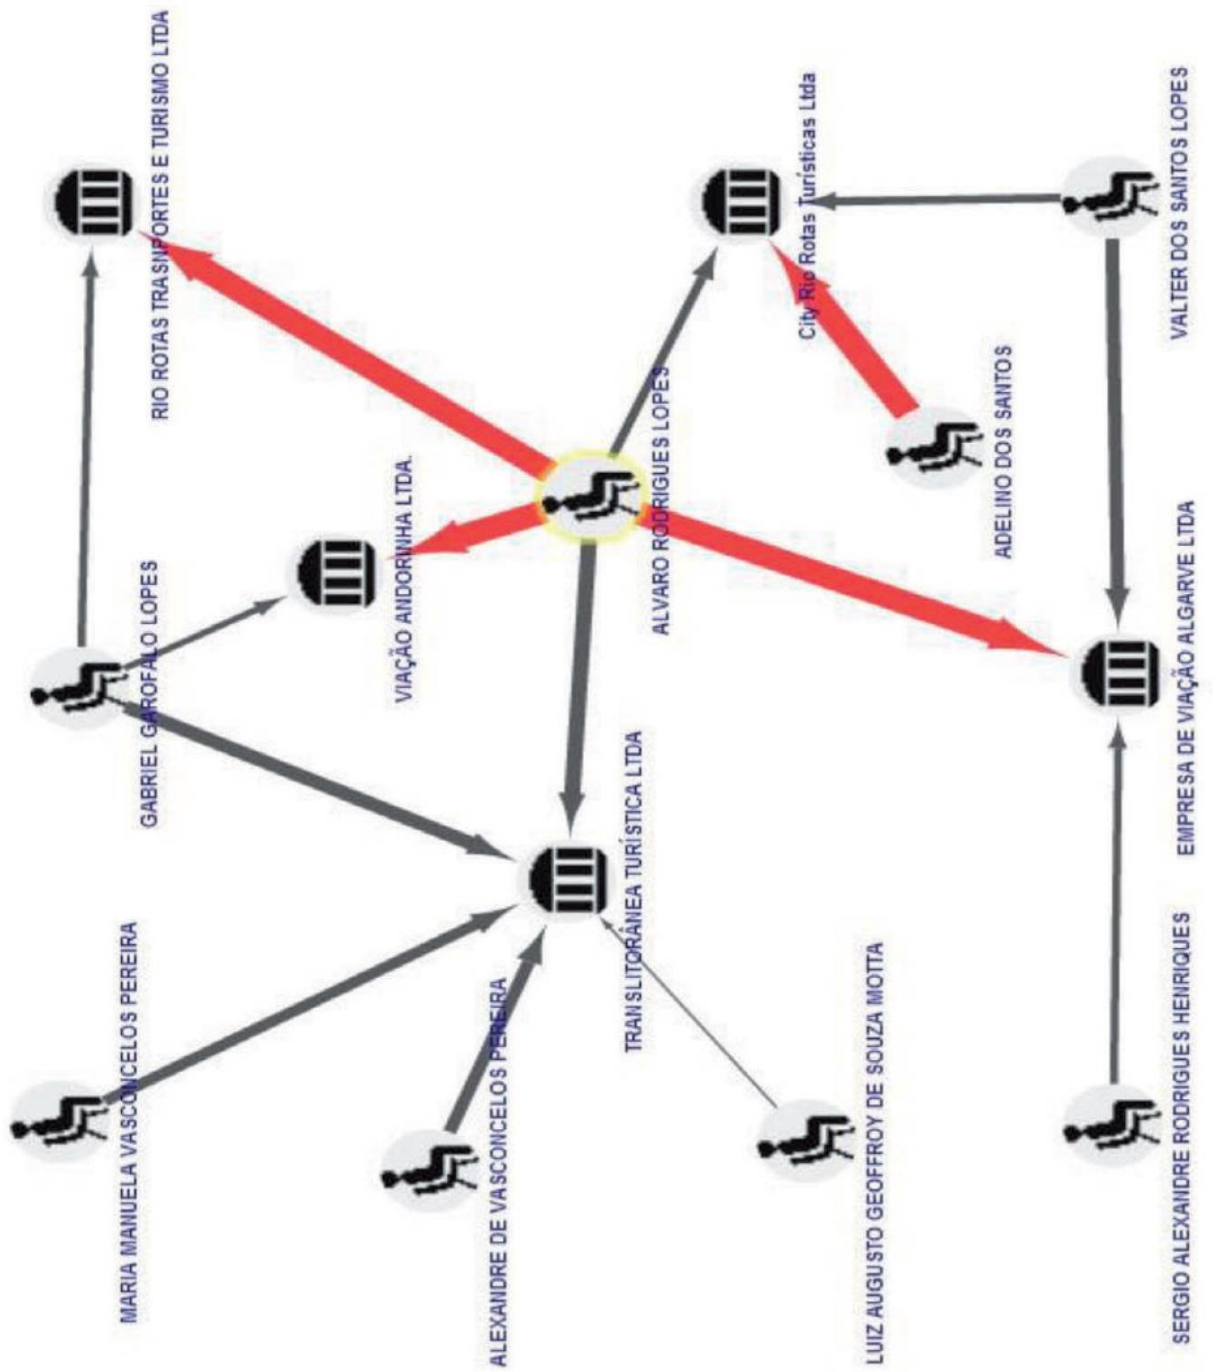 MARIA MANUELA VASCONCELOS PEREIRA
GABRIEL GAROFALO LOPES
RIO ROTAS TRASNPORTES E TURISMO LTDA
VIAÇÃO ANDORINHA LTDA.
ALEXANDRE DE VASCONCELOS PEREIRA
TRANSLITORÂNEA TURÍSTICA LTDA
ALVARO RODRIGUES LOPES
City Rio Rotas Turísticas Ltda
LUIZ AUGUSTO GEOFFROY DE SOUZA MOTTA
ADELINO DOS SANTOS
SERGIO ALEXANDRE RODRIGUES HENRIQUES
EMPRESA DE VIAÇÃO ALGARVE LTDA
VALTER DOS SANTOS LOPES